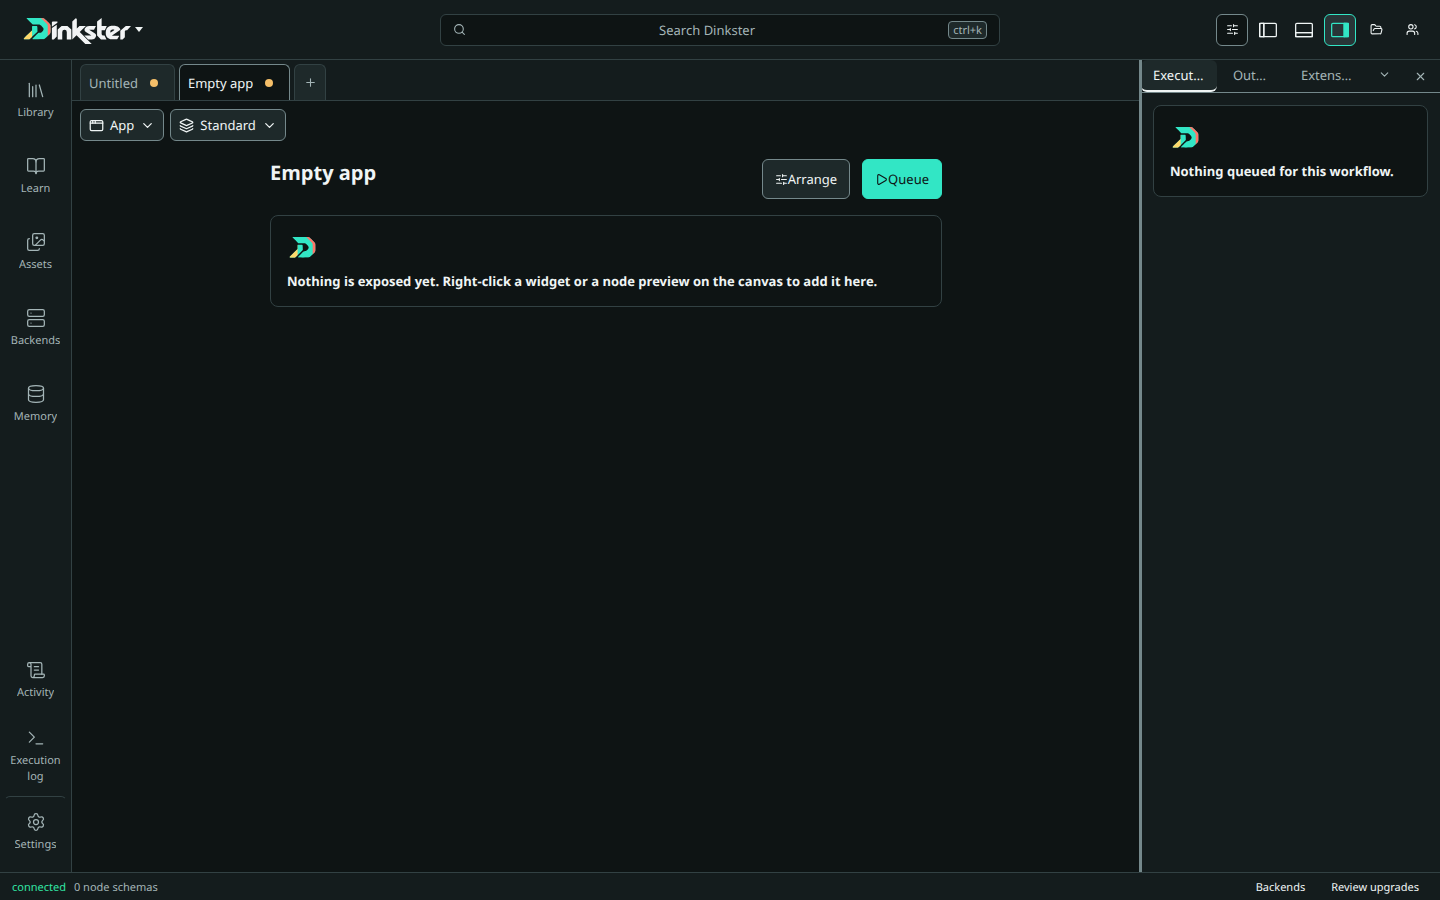 Dinkster
Search Dinkster
ctrl+k
Library
Learn
Assets
Backends
Memory
Activity
Execution
log
Settings
Untitled
Empty app
App
Standard
Empty app
Arrange
Queue
Nothing is exposed yet. Right-click a widget or a node preview on the canvas to add it here.
Execut...
Out...
Extens...
Nothing queued for this workflow.
connected
0 node schemas
Backends
Review upgrades